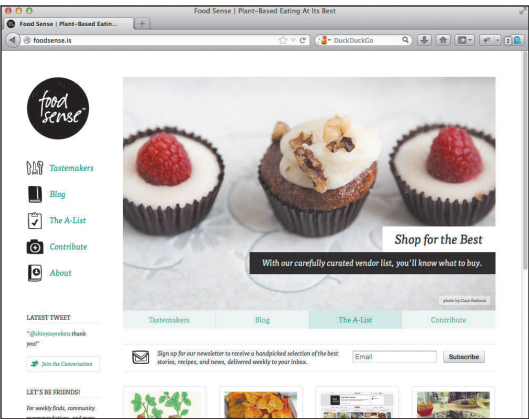 Food Sense | Plant-Based Eating At Its Best
Food Sense | Plant-Based Eatin...
foodsense.is
DuckDuckGo
food
sense
Tastemakers
Blog
The A-List
Contribute
About
Shop for the Best
With our carefully curated vendor list, you'll know what to buy.
photo by Clara Balmas
Tastemakers Blog The A-List Contribute
LATEST TWEET
"@shinytoyrobots thank
you!"
Join the Conversation
Sign up for our newsletter to receive a handpicked selection of the best
stories, recipes, and news, delivered weekly to your inbox.
Email
Subscribe
LET'S BE FRIENDS!
For weekly finds, community